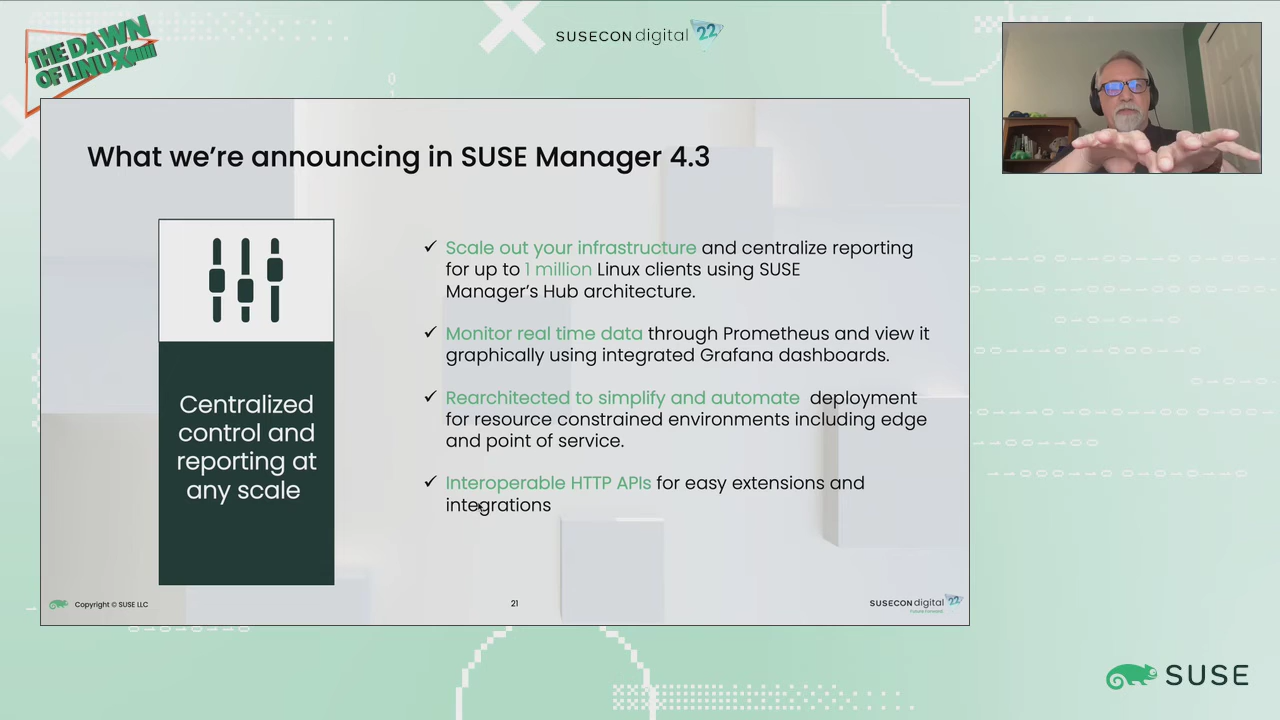 THE DAWN
OF LINUX
SUSECON digital 22
What we're announcing in SUSE Manager 4.3
Centralized
control and
reporting at
any scale
✓ Scale out your infrastructure and centralize reporting
for up to 1 million Linux clients using SUSE
Manager's Hub architecture.
✓ Monitor real time data through Prometheus and view it
graphically using integrated Grafana dashboards.
✓ Rearchitected to simplify and automate deployment
for resource constrained environments including edge
and point of service.
✓ Interoperable HTTP APIs for easy extensions and
integrations
Copyright © SUSE LLC
21
SUSECON digital 22
Future Forward.
SUSE